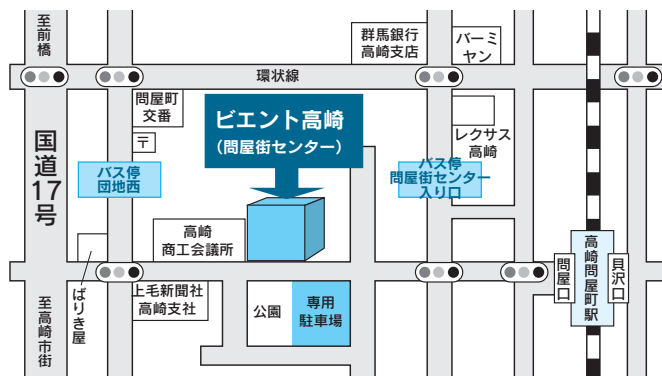 至前橋
群馬銀行
高崎支店
バーミ
ヤン
環状線
問屋町
交番
〒
ビエント高崎
(問屋街センター)
レクサス
高崎
国道17号
バス停
団地西
バス停
問屋街センター
入り口
高崎
商工会議所
ばりき屋
上毛新聞社
高崎支社
公園
専用
駐車場
問屋口
高崎問屋町駅
貝沢口
至高崎市街